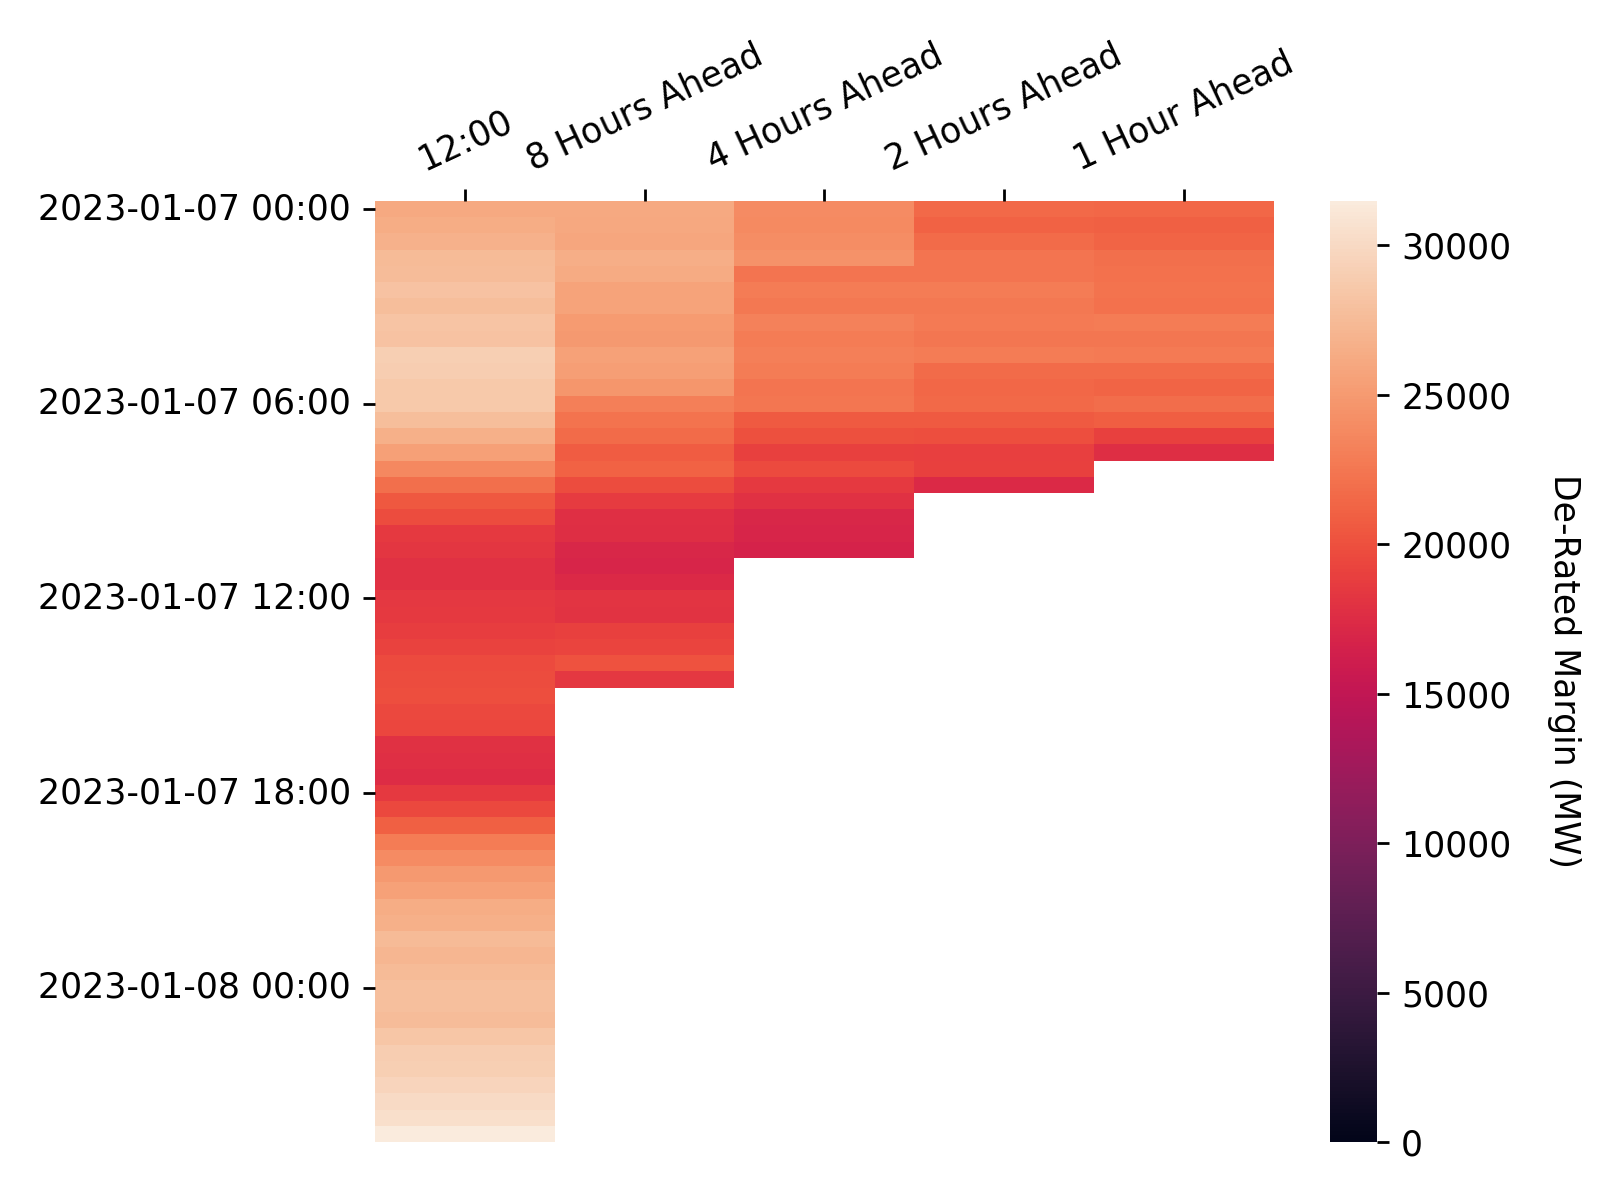 12:00
8 Hours Ahead
4 Hours Ahead
2 Hours Ahead
1 Hour Ahead
2023-01-07 00:00
2023-01-07 06:00
2023-01-07 12:00
2023-01-07 18:00
2023-01-08 00:00
30000
25000
20000
15000
10000
5000
0
De-Rated Margin (MW)